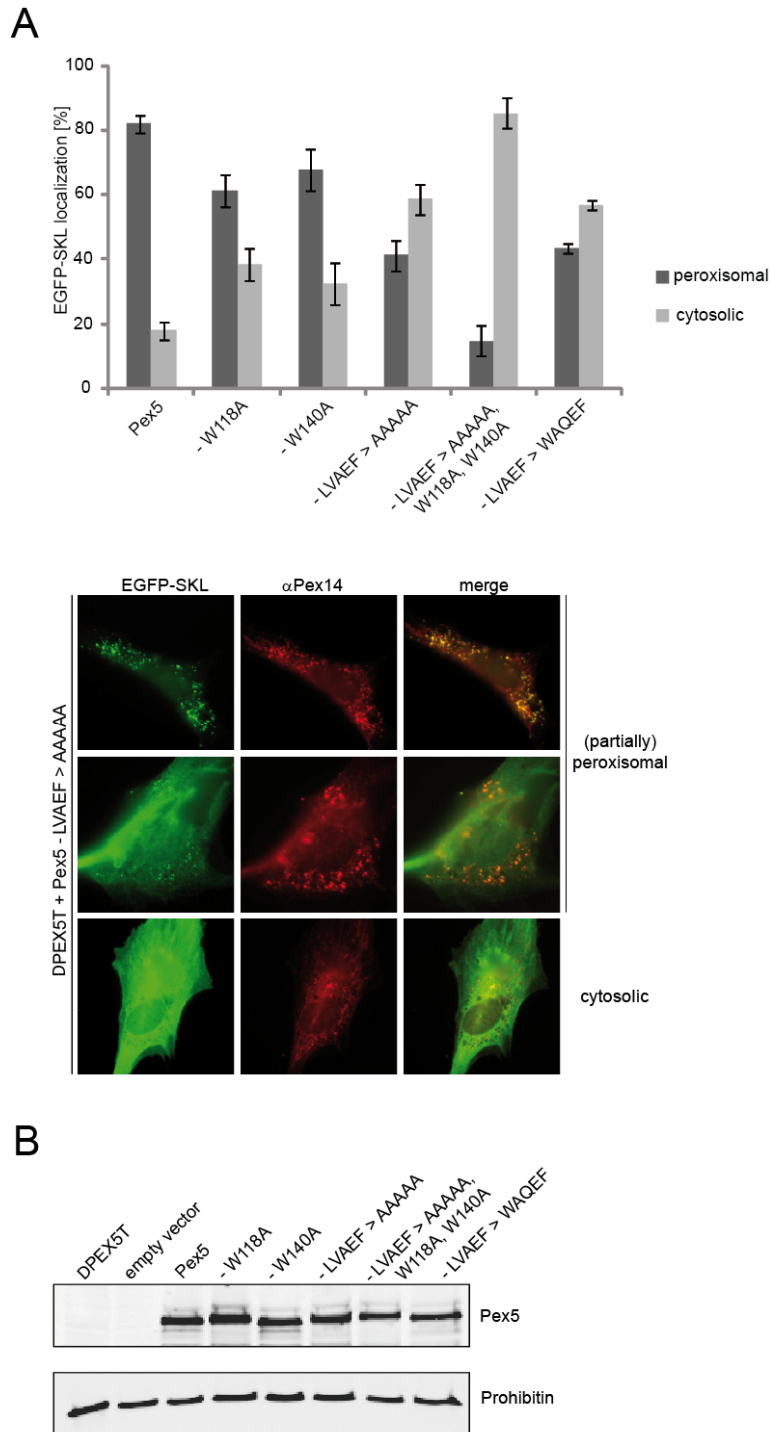 A
100
80
60
40
20
0
EGFP-SKL localization [%]
peroxisomal
cytosolic
Pex5
- W118A
- W140A
- LVAEF > AAAAA
- LVAEF > AAAAA,
W118A, W140A
- LVAEF > WAQEF
EGFP-SKL
αPex14
merge
DPEX5T + Pex5 - LVAEF > AAAAA
(partially)
peroxisomal
cytosolic
B
DPEX5T
empty vector
Pex5
- W118A
- W140A
- LVAEF > AAAAA
- LVAEF > AAAAA,
W118A, W140A
- LVAEF > WAQEF
Pex5
Prohibitin